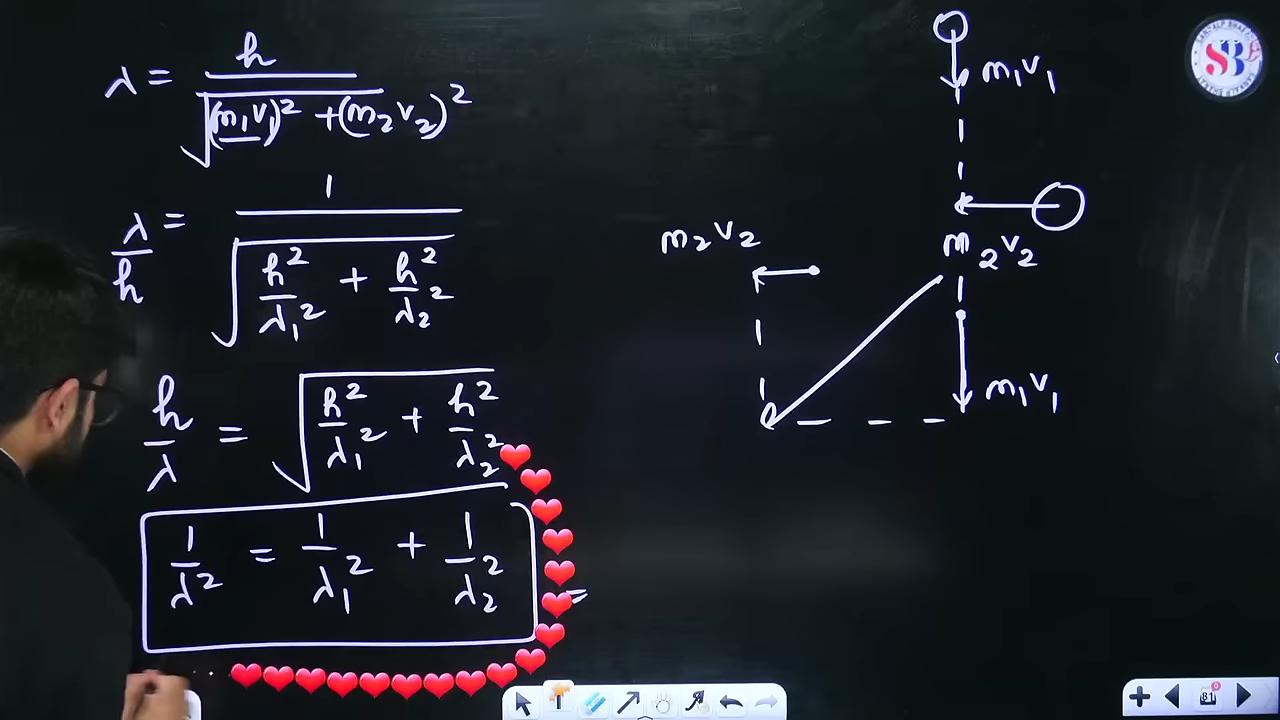 λ = h / √((m₁v₁)² + (m₂v₂)²)
λ/h = 1 / √(h²/λ₁² + h²/λ₂²)
h/λ = √(h²/λ₁² + h²/λ₂²)
1/λ² = 1/λ₁² + 1/λ₂²
=
m₁v₁
m₂v₂
m₂v₂
m₁v₁
SB
81